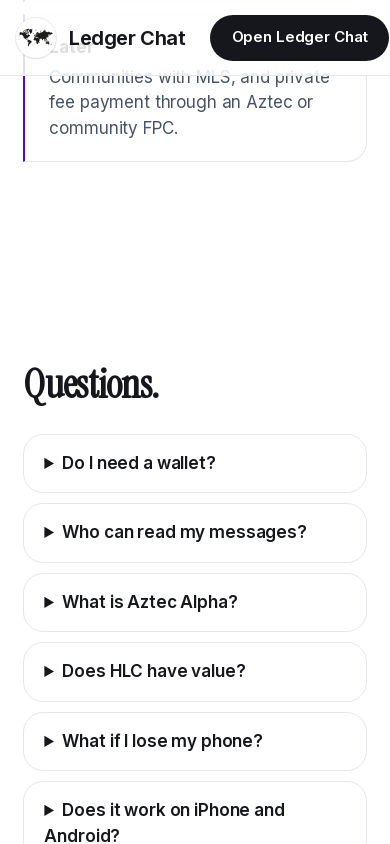 Ledger Chat
Open Ledger Chat
Later
Communities with MLS, and private
fee payment through an Aztec or
community FPC.
Questions.
Do I need a wallet?
Who can read my messages?
What is Aztec Alpha?
Does HLC have value?
What if I lose my phone?
Does it work on iPhone and
Android?